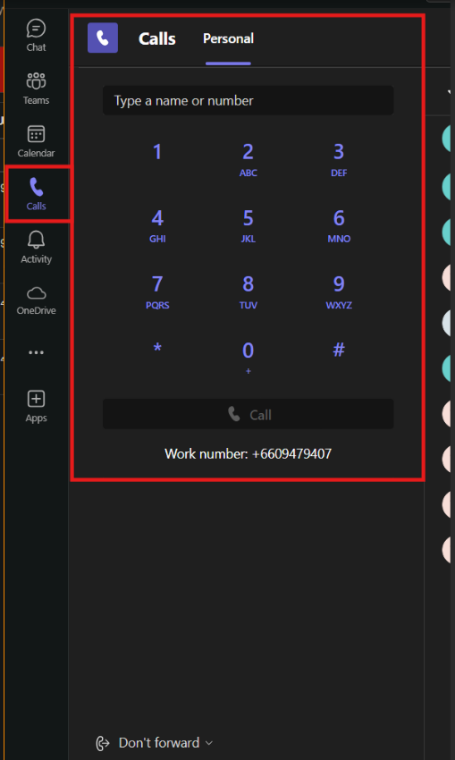 Chat
Teams
Calendar
Calls
Activity
OneDrive
Apps
Calls Personal
Type a name or number
1 2 3
ABC DEF
4 5 6
GHI JKL MNO
7 8 9
PQRS TUV WXYZ
* 0 #
+
Call
Work number: +6609479407
Don't forward